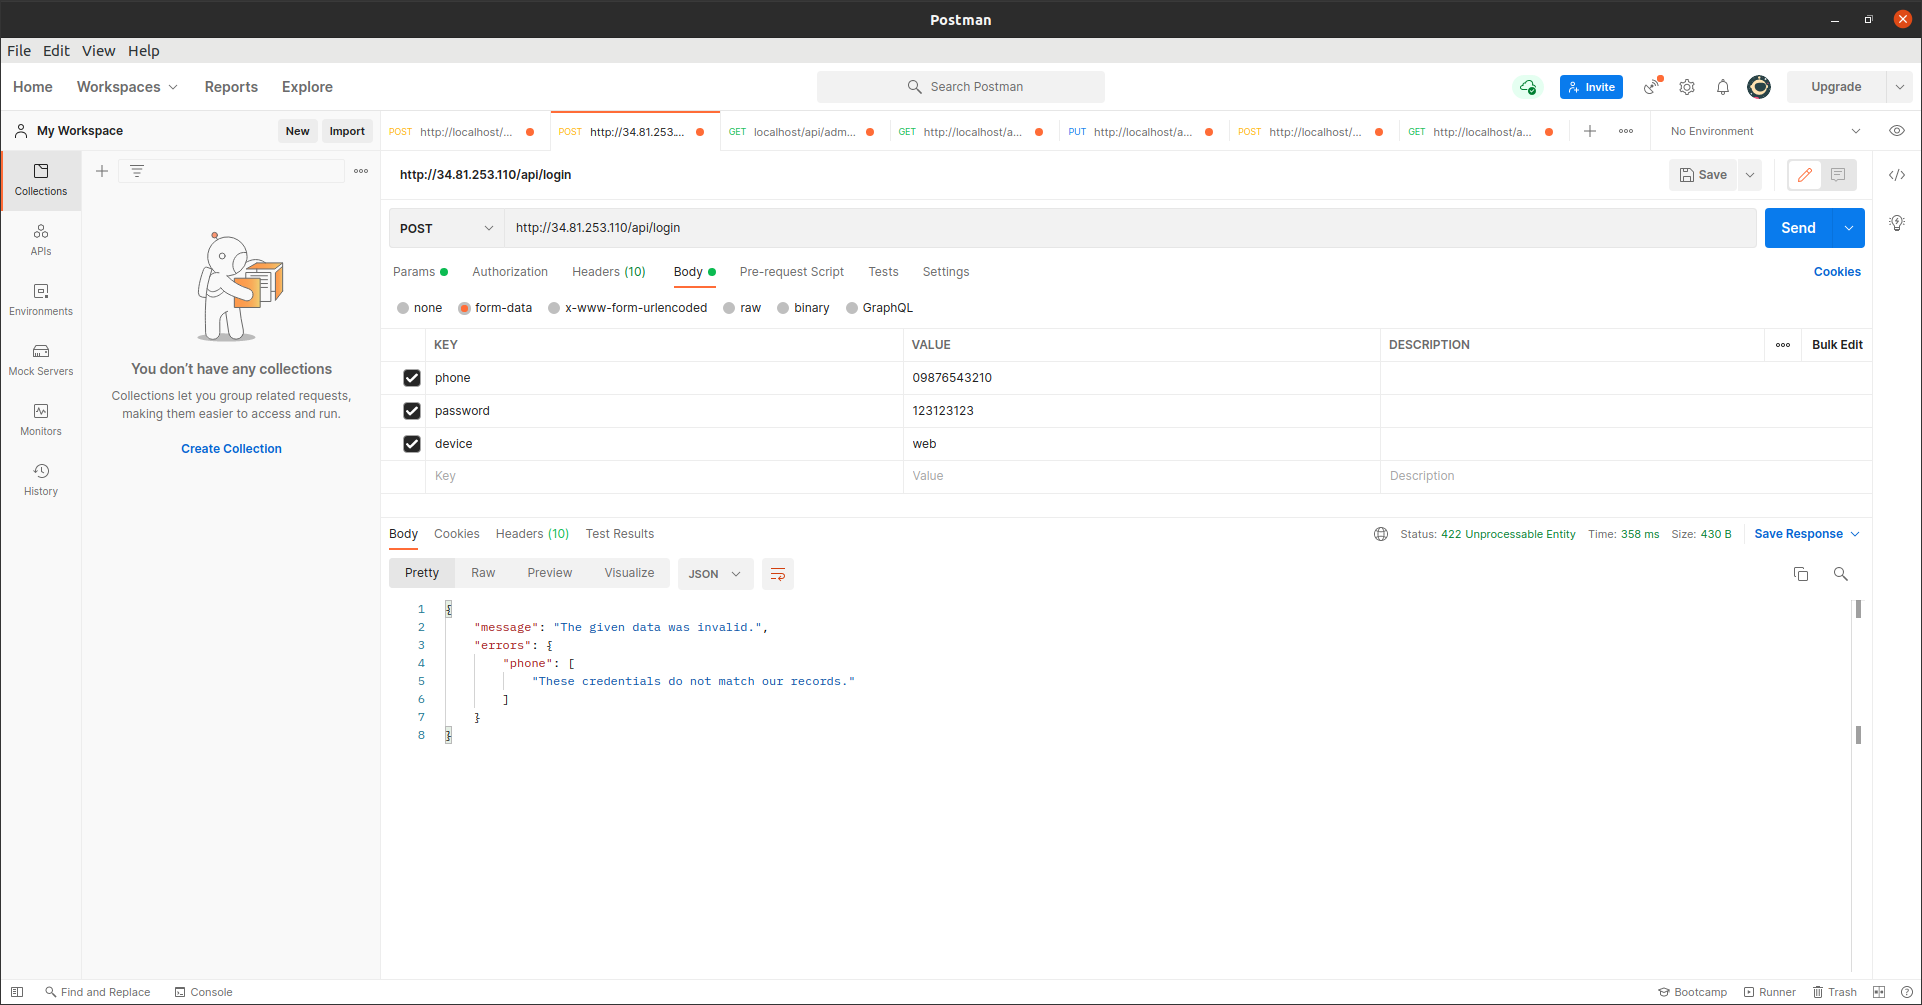 Postman
File Edit View Help
Home Workspaces Reports Explore Search Postman Invite Upgrade
My Workspace New Import POST http://localhost/... POST http://34.81.253.... GET localhost/api/adm... GET http://localhost/a... PUT http://localhost/a... POST http://localhost/... GET http://localhost/a... No Environment
Collections
APIs
Environments
Mock Servers
Monitors
History
You don't have any collections
Collections let you group related requests,
making them easier to access and run.
Create Collection
http://34.81.253.110/api/login Save
POST http://34.81.253.110/api/login Send
Params Authorization Headers (10) Body Pre-request Script Tests Settings Cookies
none form-data x-www-form-urlencoded raw binary GraphQL
KEY VALUE DESCRIPTION Bulk Edit
phone 09876543210
password 123123123
device web
Key Value Description
Body Cookies Headers (10) Test Results Status: 422 Unprocessable Entity Time: 358 ms Size: 430 B Save Response
Pretty Raw Preview Visualize JSON
1 {
2 "message": "The given data was invalid.",
3 "errors": {
4 "phone": [
5 "These credentials do not match our records."
6 ]
7 }
8 }
Find and Replace Console Bootcamp Runner Trash